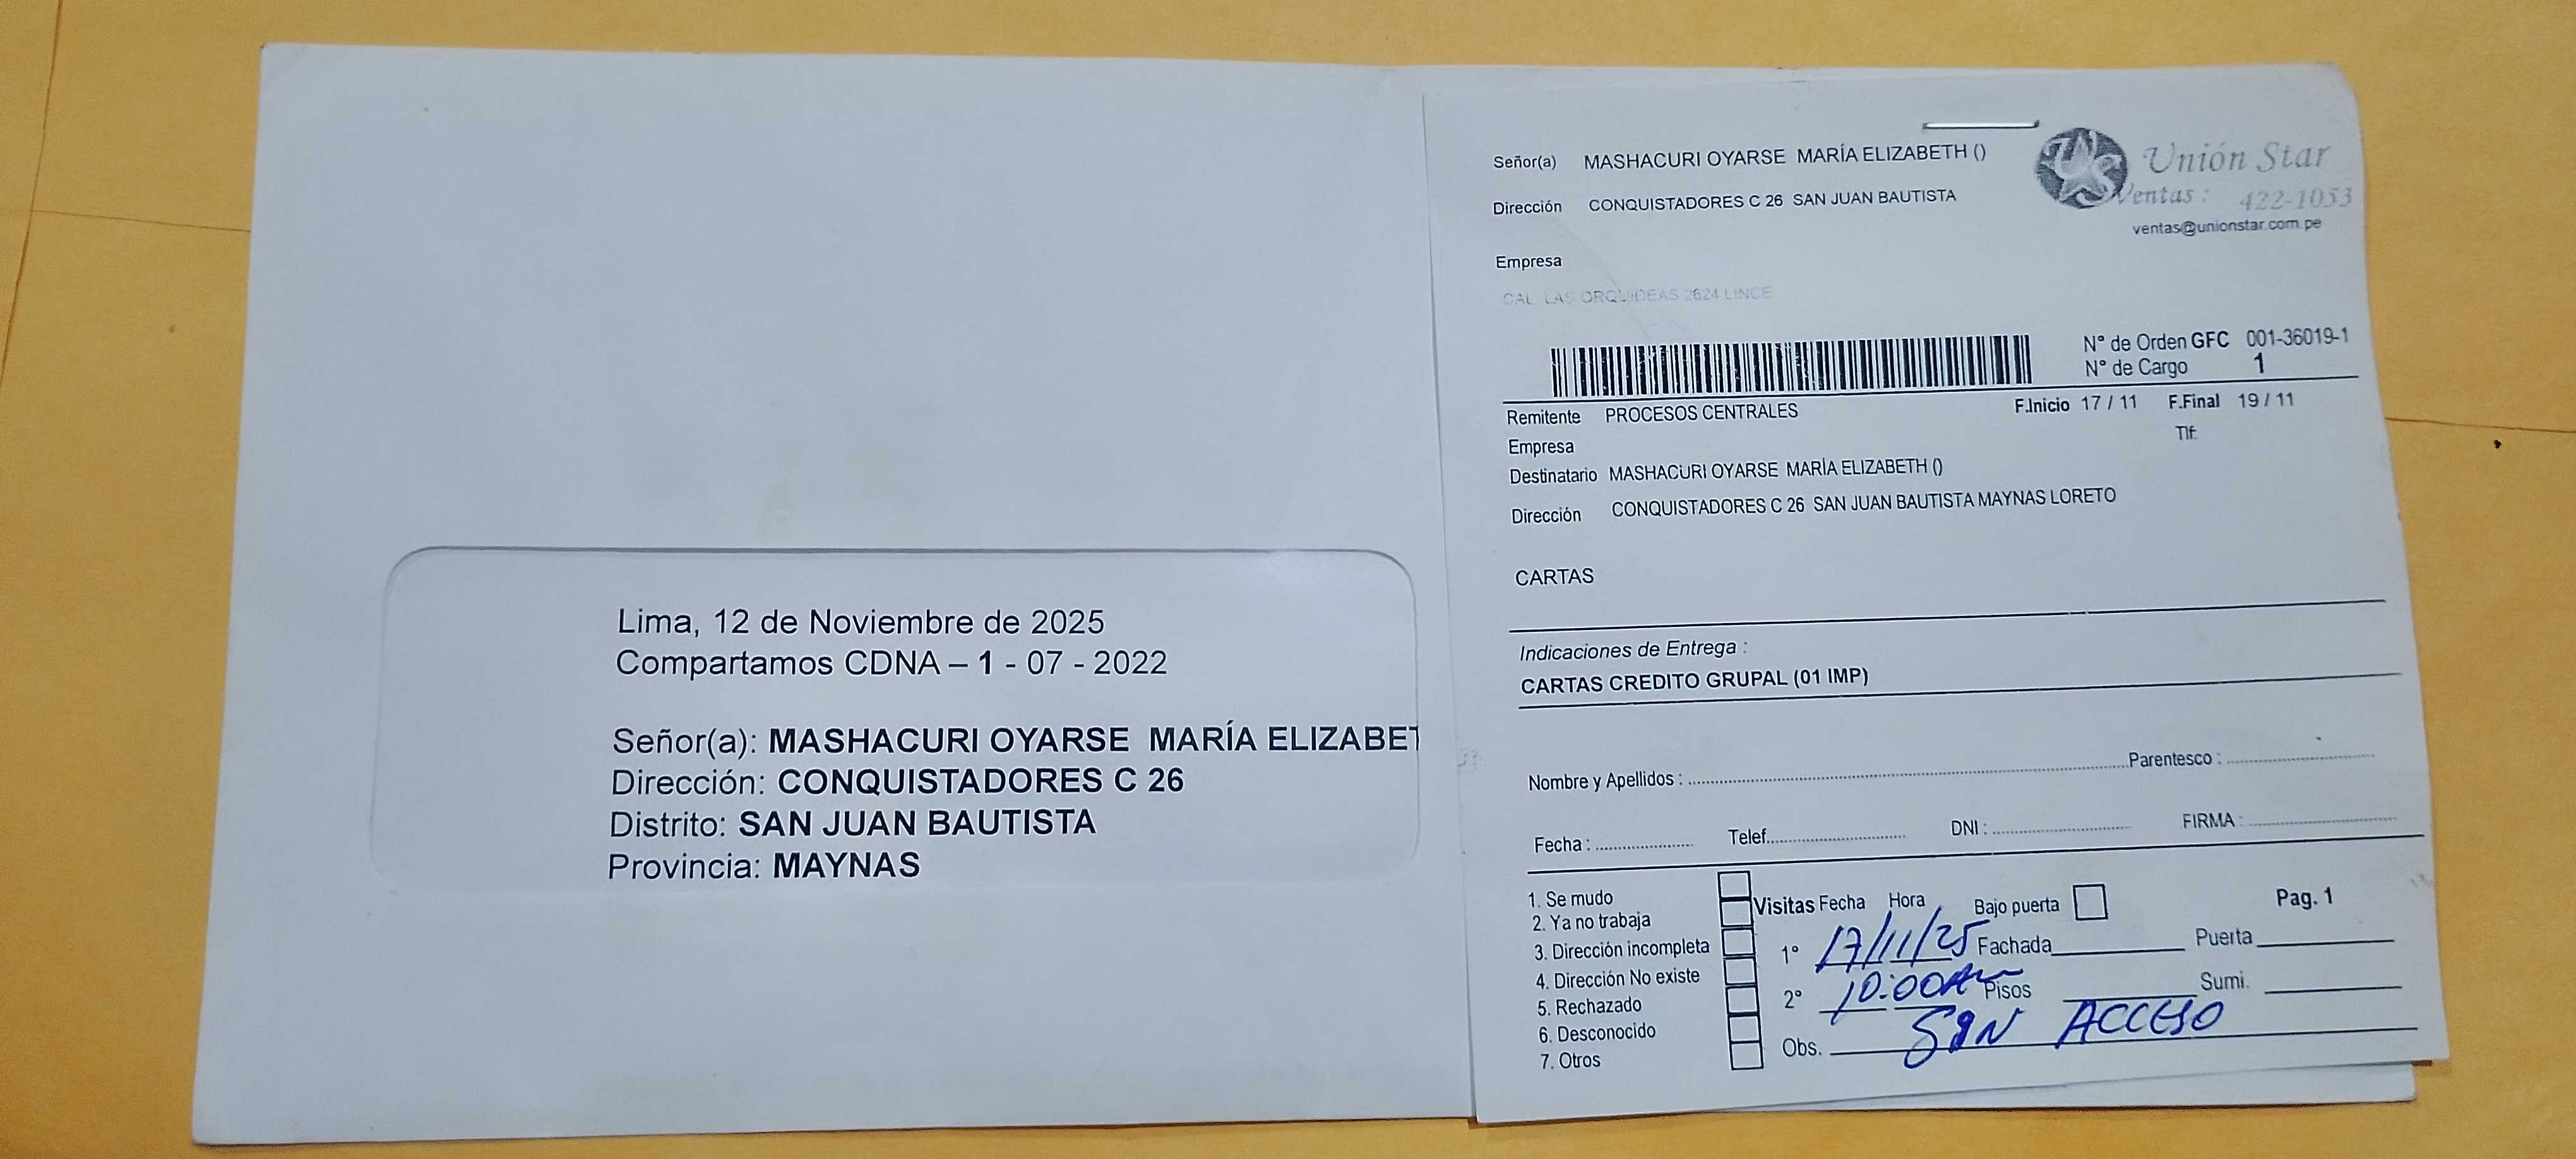 Lima, 12 de Noviembre de 2025
Compartamos CDNA – 1 - 07 - 2022
Señor(a): MASHACURI OYARSE MARÍA ELIZABET
Dirección: CONQUISTADORES C 26
Distrito: SAN JUAN BAUTISTA
Provincia: MAYNAS
Señor(a) MASHACURI OYARSE MARÍA ELIZABETH ()
Unión Star
Dirección CONQUISTADORES C 26 SAN JUAN BAUTISTA
Ventas : 422-1053
ventas@unionstar.com.pe
Empresa
CAL. LAS ORQUIDEAS 2624 LINCE
N° de Orden GFC 001-36019-1
N° de Cargo 1
Remitente PROCESOS CENTRALES F.Inicio 17 / 11 F.Final 19 / 11
Empresa Tlf:
Destinatario MASHACURI OYARSE MARÍA ELIZABETH ()
Dirección CONQUISTADORES C 26 SAN JUAN BAUTISTA MAYNAS LORETO
CARTAS
Indicaciones de Entrega :
CARTAS CREDITO GRUPAL (01 IMP)
Nombre y Apellidos : Parentesco :
Fecha : Telef. DNI : FIRMA :
1. Se mudo
2. Ya no trabaja
3. Dirección incompleta
4. Dirección No existe
5. Rechazado
6. Desconocido
7. Otros
Visitas Fecha Hora Bajo puerta Pag. 1
1° 17/11/25 Fachada Puerta
2° 10:00Am Pisos Sumi.
Obs. SIN ACCESO